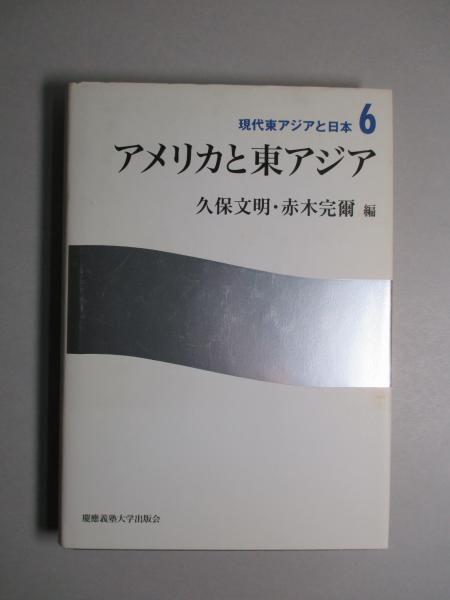 現代東アジアと日本 6
アメリカと東アジア
久保文明・赤木完爾 編
慶應義塾大学出版会